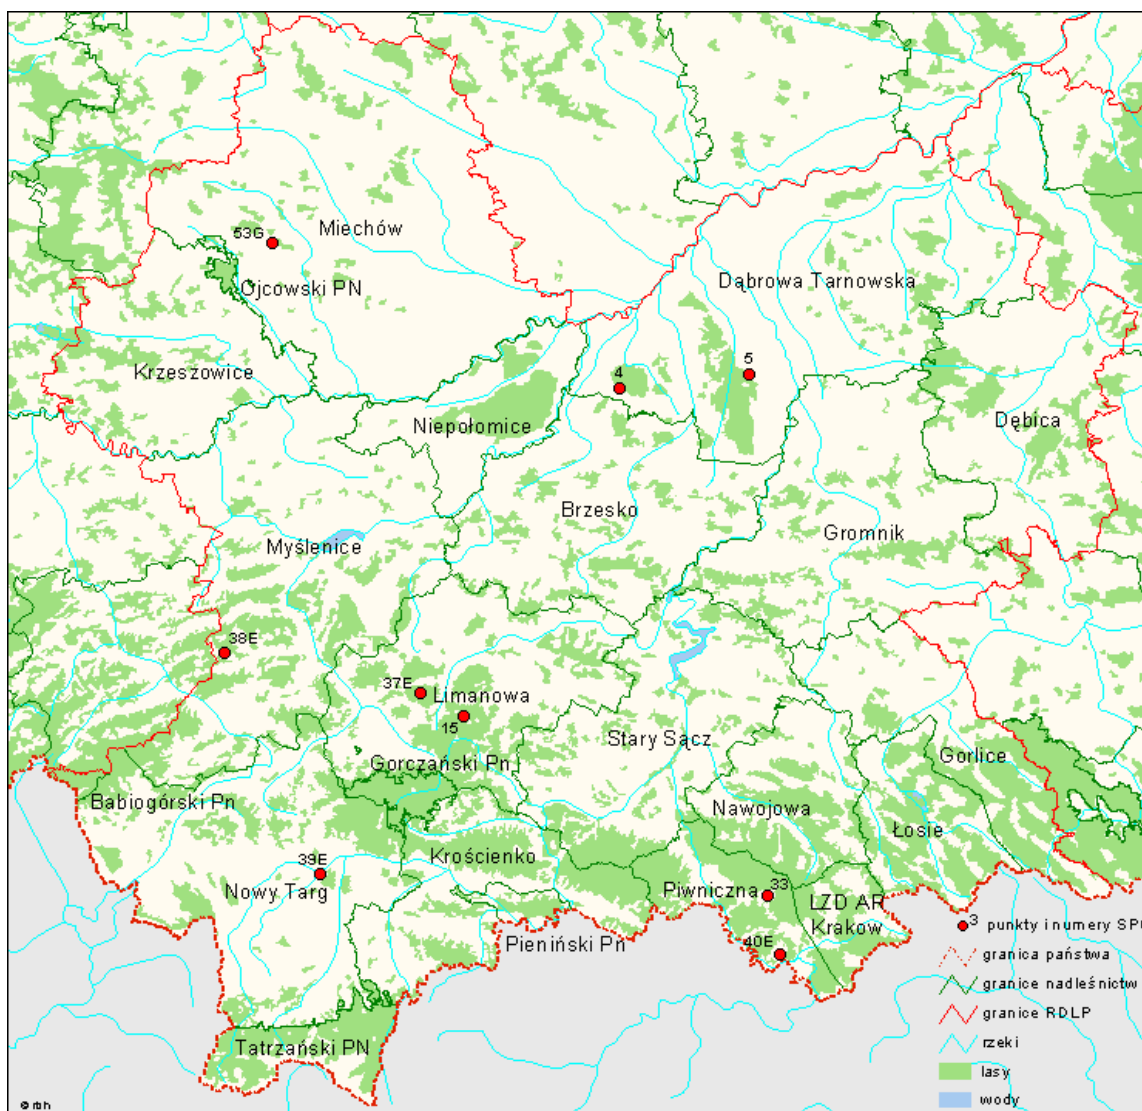 53G
Miechów
Ojcowski PN
Dąbrowa Tarnowska
Krzeszowice
4
5
Niepołomice
Dębica
Brzesko
Myślenice
Gromnik
38E
37E
Limanowa
15
Stary Sącz
Gorczański Pn
Gorlice
Babiogórski Pn
Nawojowa
Łosie
39E
Krościenko
Nowy Targ
Piwniczna
33
LZD AR
Krakow
Pieniński Pn
40E
Tatrzański PN
3 punkty i numery SPO
granica państwa
granice nadleśnictw
granice RDLP
rzeki
lasy
wody